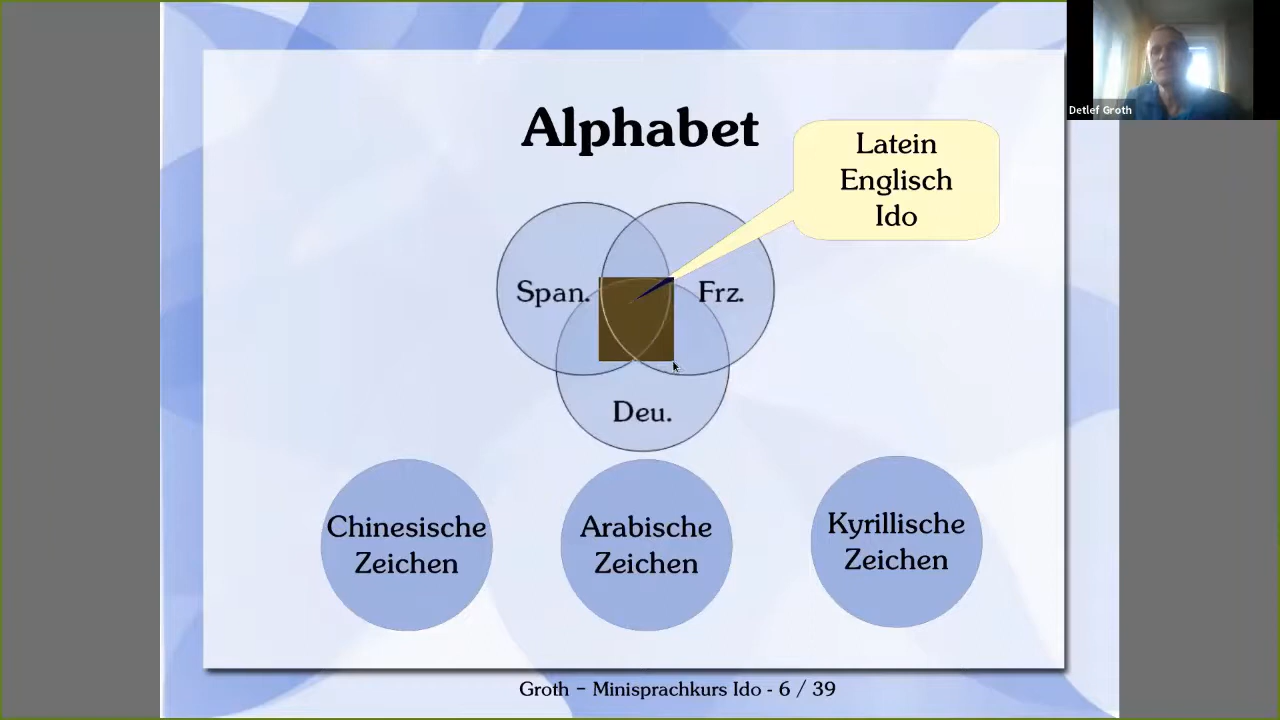 Detlef Groth
Alphabet
Latein
Englisch
Ido
Span.
Frz.
Deu.
Chinesische
Zeichen
Arabische
Zeichen
Kyrillische
Zeichen
Groth – Minisprachkurs Ido - 6 / 39